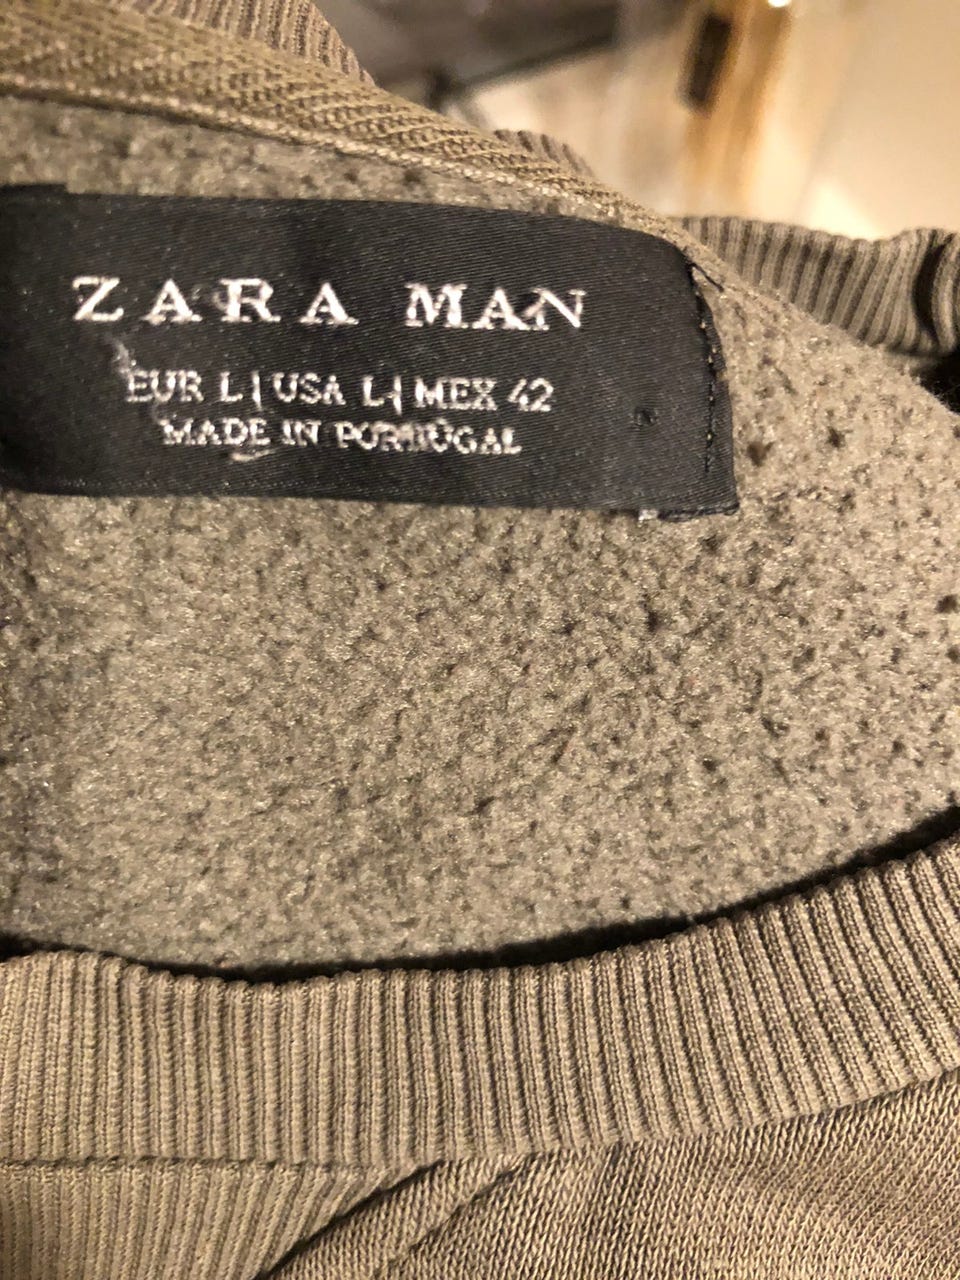 ZARA MAN
EUR L | USA L | MEX 42
MADE IN PORTUGAL